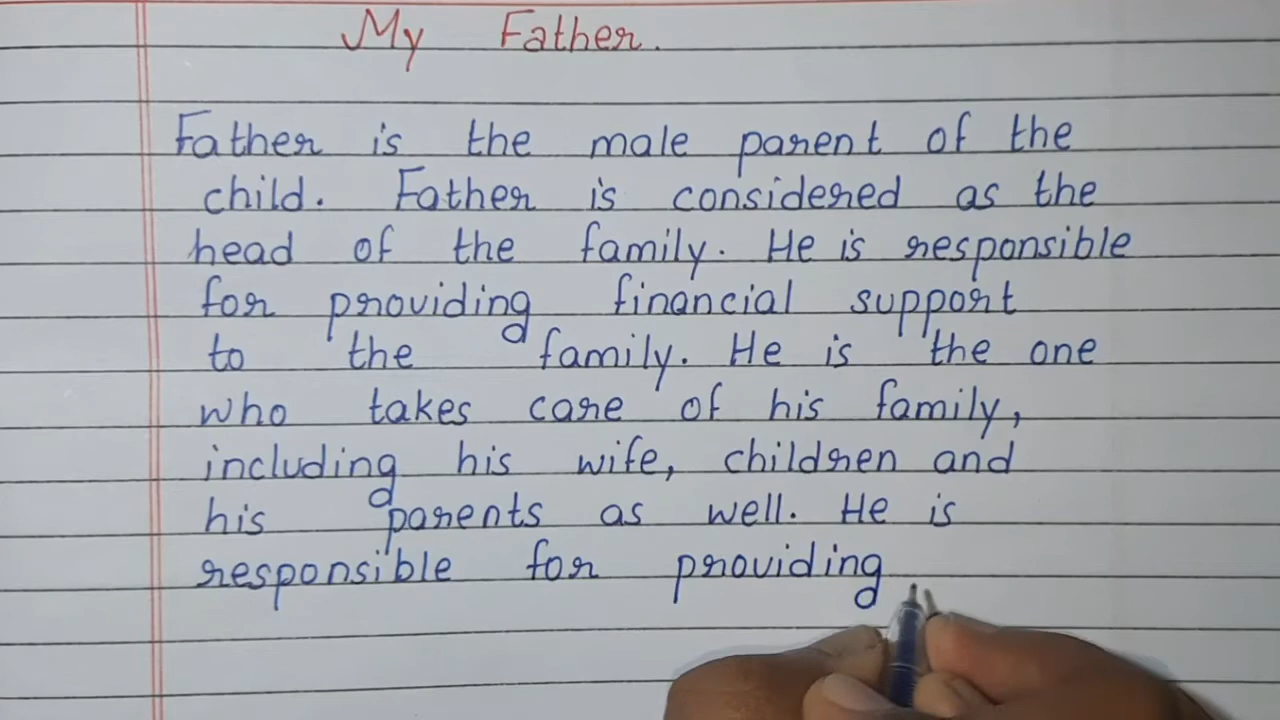 My Father.
Father is the male parent of the
child. Father is considered as the
head of the family. He is responsible
for providing financial support
to the family. He is the one
who takes care of his family,
including his wife, children and
his parents as well. He is
responsible for providing